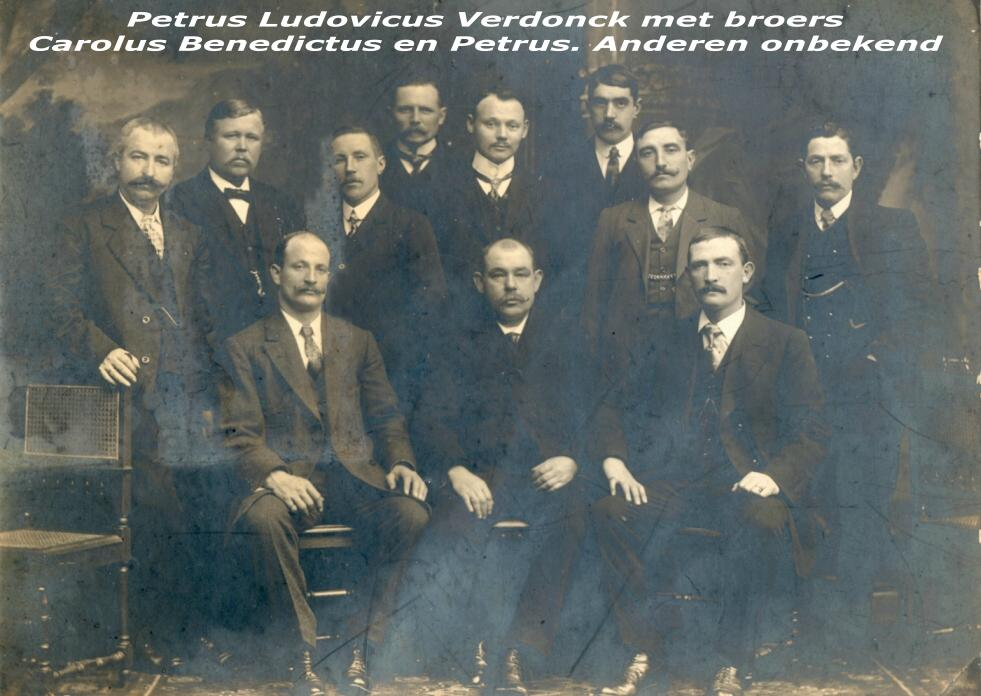 Petrus Ludovicus Verdonck met broers
Carolus Benedictus en Petrus. Anderen onbekend